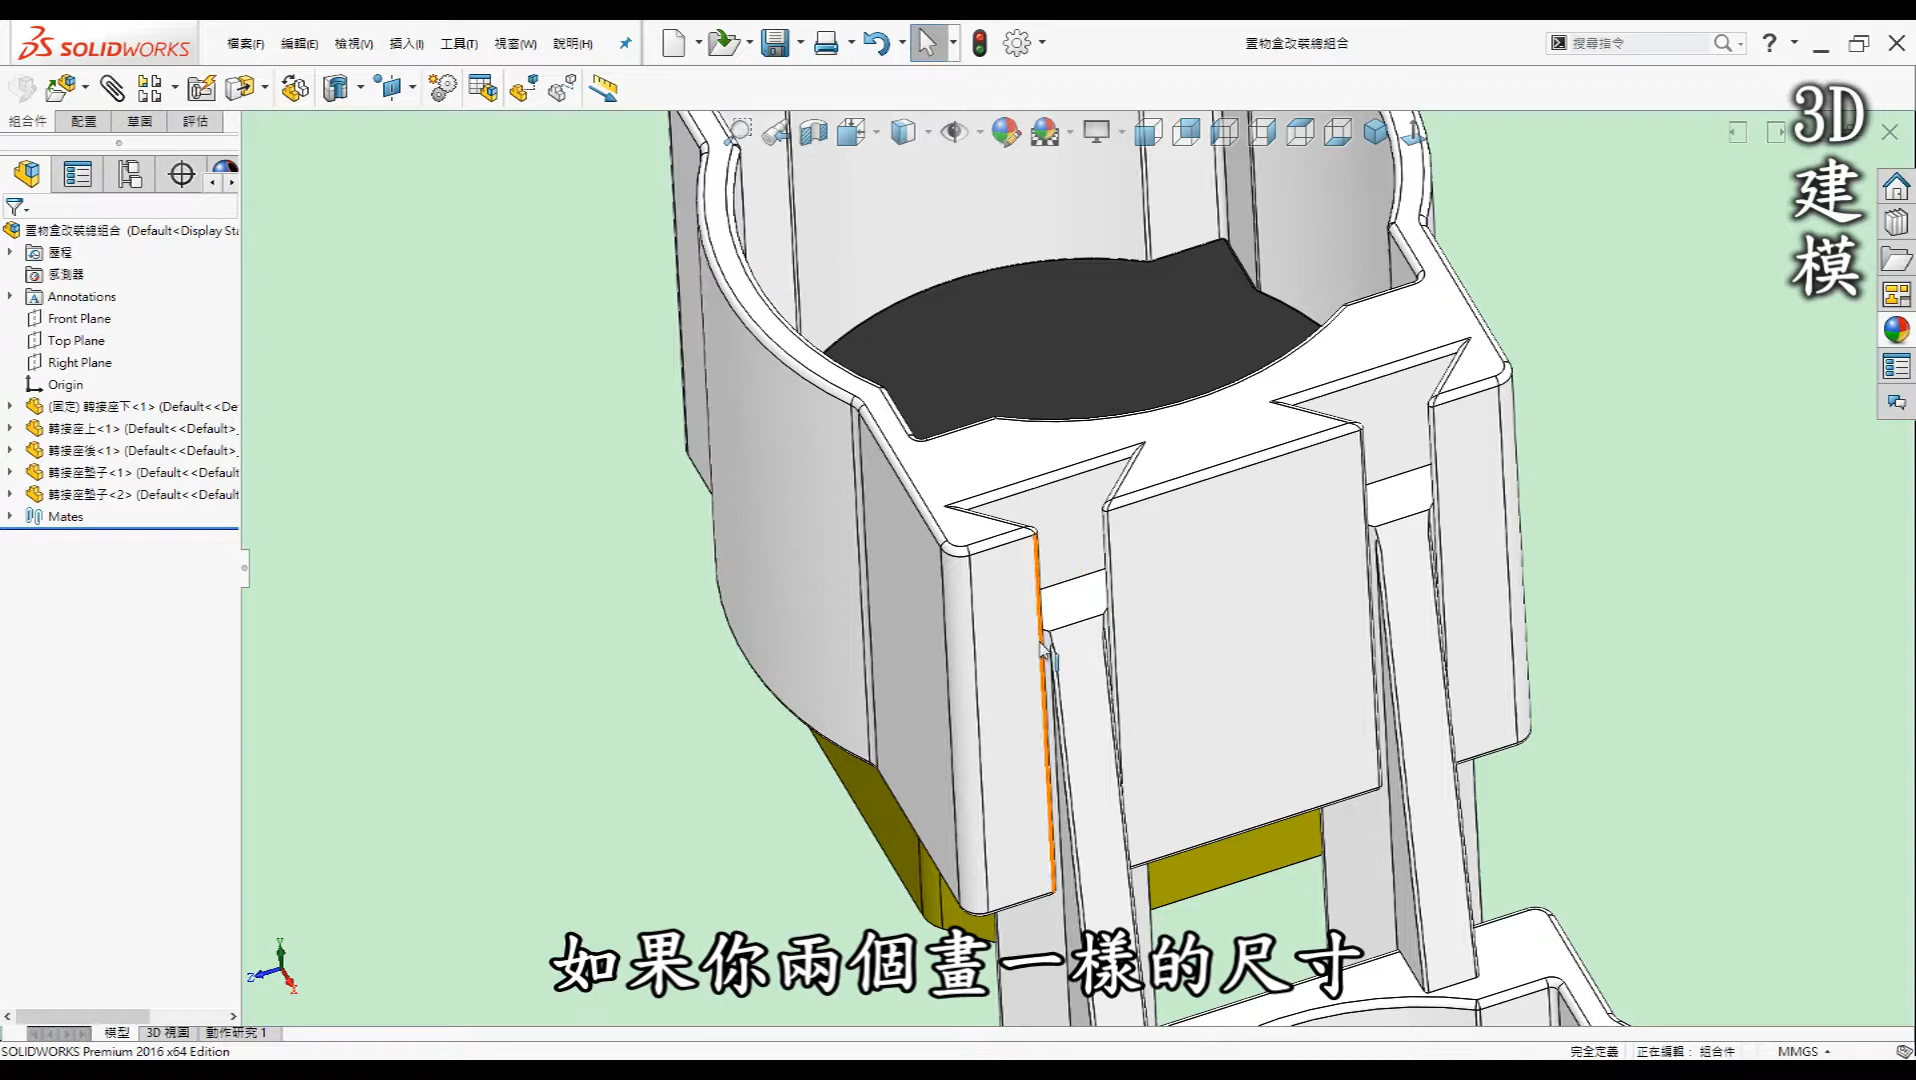 SOLIDWORKS
檔案(F) 編輯(E) 檢視(V) 插入(I) 工具(T) 視窗(W) 說明(H)
置物盒改裝總組合
搜尋指令
組合件 配置 草圖 評估
置物盒改裝總組合 (Default<Display Sta
歷程
感測器
Annotations
Front Plane
Top Plane
Right Plane
Origin
(固定) 轉接座下<1> (Default<<De
轉接座上<1> (Default<<Default>_
轉接座後<1> (Default<<Default>_
轉接座墊子<1> (Default<<Default
轉接座墊子<2> (Default<<Default
Mates
3D
建
模
如果你兩個畫一樣的尺寸
Y
Z
X
模型 3D 視圖 動作研究 1
SOLIDWORKS Premium 2016 x64 Edition
完全定義 正在編輯： 組合件 MMGS